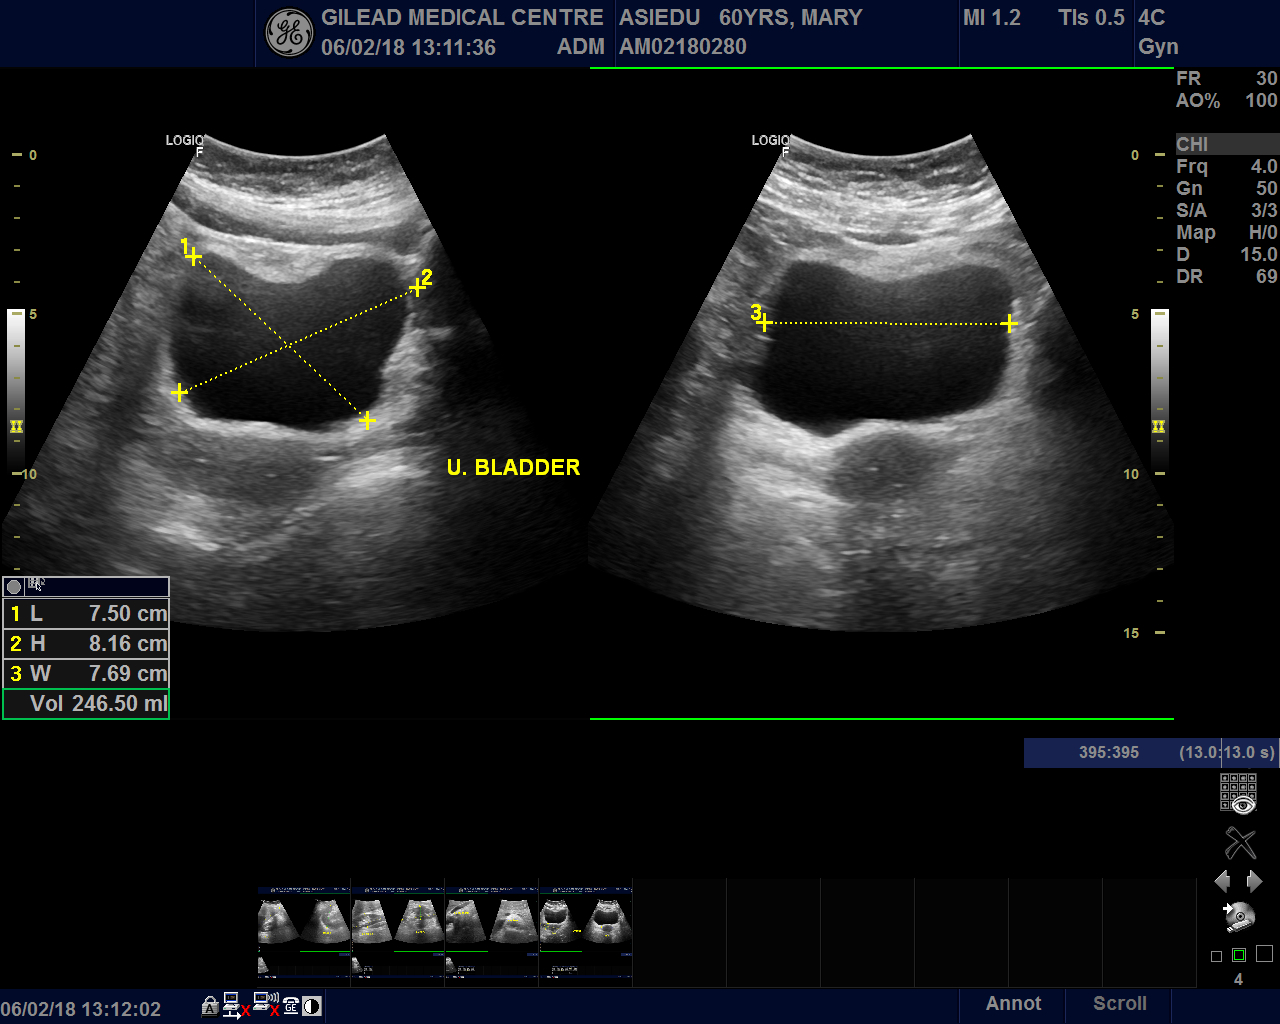 GILEAD MEDICAL CENTRE
06/02/18 13:11:36 ADM
ASIEDU 60YRS, MARY
AM02180280
MI 1.2 TIs 0.5
4C
Gyn
FR 30
AO% 100
CHI
Frq 4.0
Gn 50
S/A 3/3
Map H/0
D 15.0
DR 69
LOGIQ
F
LOGIQ
F
0
5
10
0
5
10
15
1
2
3
U. BLADDER
1 L 7.50 cm
2 H 8.16 cm
3 W 7.69 cm
Vol 246.50 ml
395:395 (13.0:13.0 s)
4
06/02/18 13:12:02
Annot
Scroll